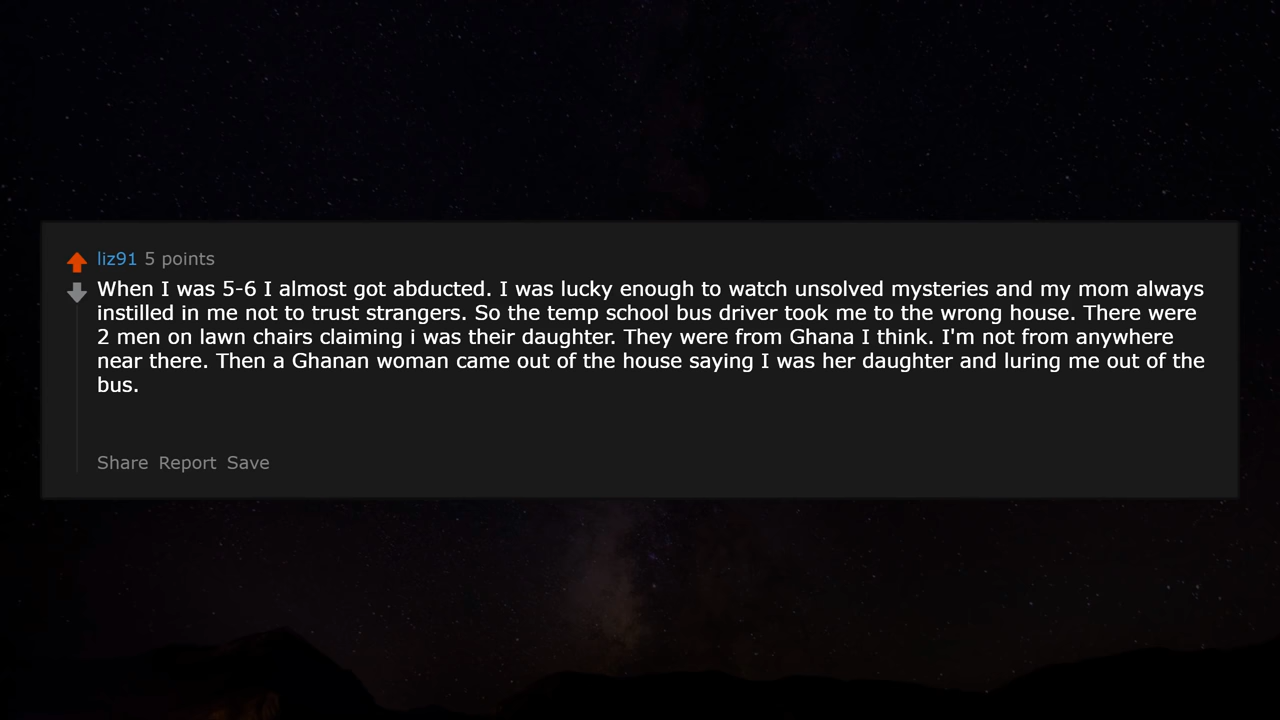 liz91 5 points
When I was 5-6 I almost got abducted. I was lucky enough to watch unsolved mysteries and my mom always
instilled in me not to trust strangers. So the temp school bus driver took me to the wrong house. There were
2 men on lawn chairs claiming i was their daughter. They were from Ghana I think. I'm not from anywhere
near there. Then a Ghanan woman came out of the house saying I was her daughter and luring me out of the
bus.
Share Report Save